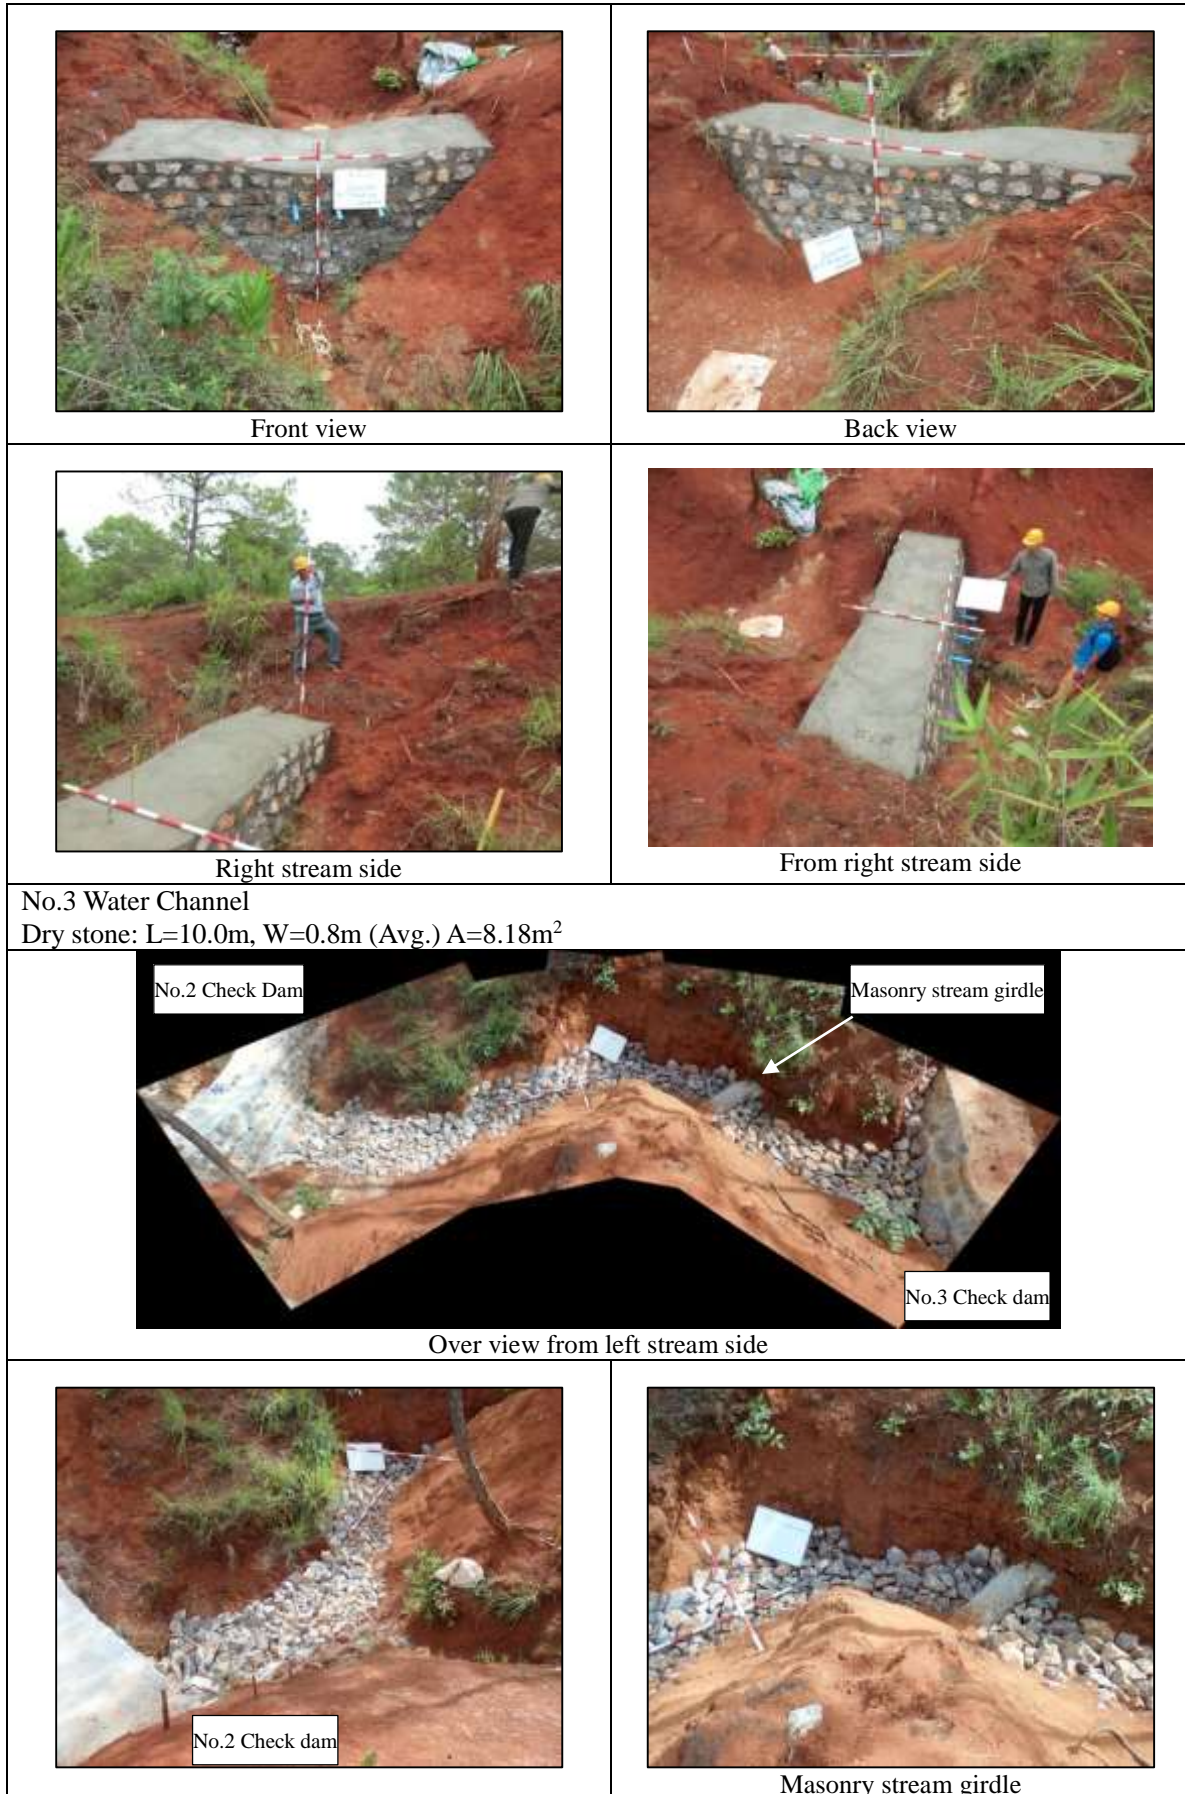 Front view
Back view
Right stream side
From right stream side
No.3 Water Channel
Dry stone: L=10.0m, W=0.8m (Avg.) A=8.18m²
No.2 Check Dam
Masonry stream girdle
No.3 Check dam
Over view from left stream side
No.2 Check dam
Masonry stream girdle